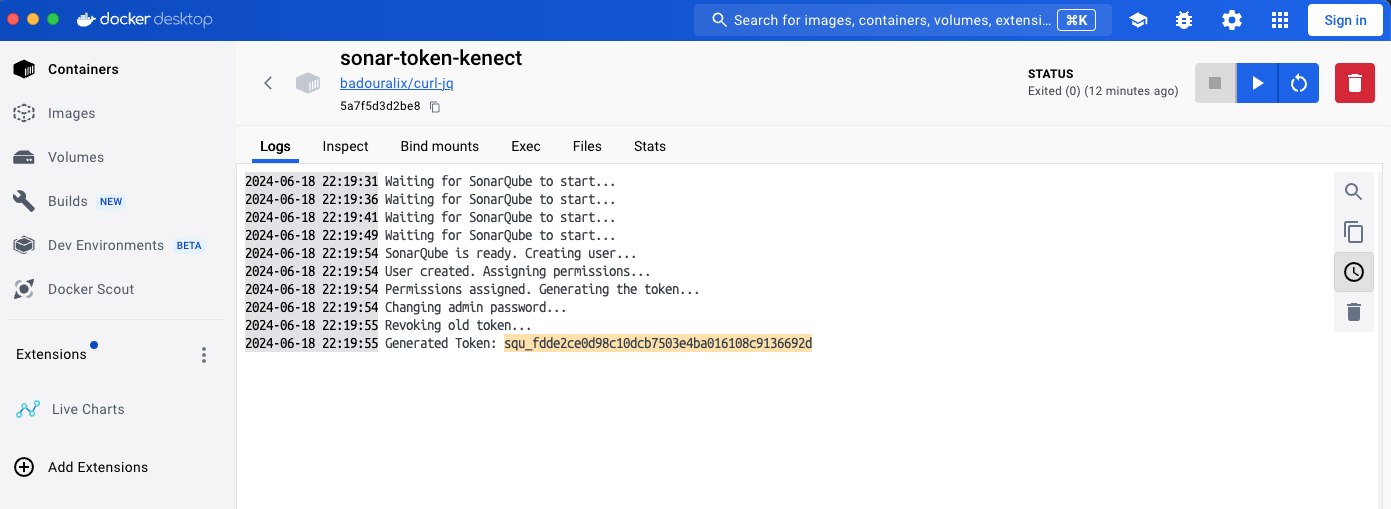 docker desktop
Search for images, containers, volumes, extensi...
⌘K
Sign in
Containers
Images
Volumes
Builds NEW
Dev Environments BETA
Docker Scout
Extensions
Live Charts
Add Extensions
sonar-token-kenect
badouralix/curl-jq
5a7f5d3d2be8
STATUS
Exited (0) (12 minutes ago)
Logs Inspect Bind mounts Exec Files Stats
2024-06-18 22:19:31 Waiting for SonarQube to start...
2024-06-18 22:19:36 Waiting for SonarQube to start...
2024-06-18 22:19:41 Waiting for SonarQube to start...
2024-06-18 22:19:49 Waiting for SonarQube to start...
2024-06-18 22:19:54 SonarQube is ready. Creating user...
2024-06-18 22:19:54 User created. Assigning permissions...
2024-06-18 22:19:54 Permissions assigned. Generating the token...
2024-06-18 22:19:54 Changing admin password...
2024-06-18 22:19:55 Revoking old token...
2024-06-18 22:19:55 Generated Token: squ_fdde2ce0d98c10dcb7503e4ba016108c9136692d